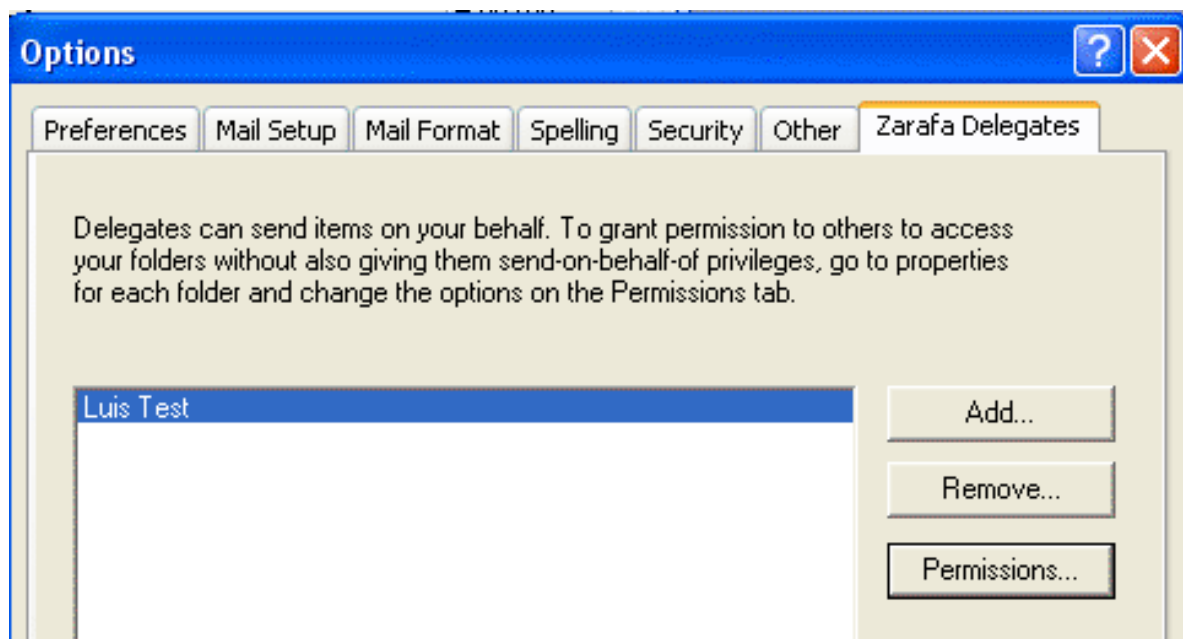 Options
Preferences Mail Setup Mail Format Spelling Security Other Zarafa Delegates
Delegates can send items on your behalf. To grant permission to others to access
your folders without also giving them send-on-behalf-of privileges, go to properties
for each folder and change the options on the Permissions tab.
Luis Test
Add...
Remove...
Permissions...